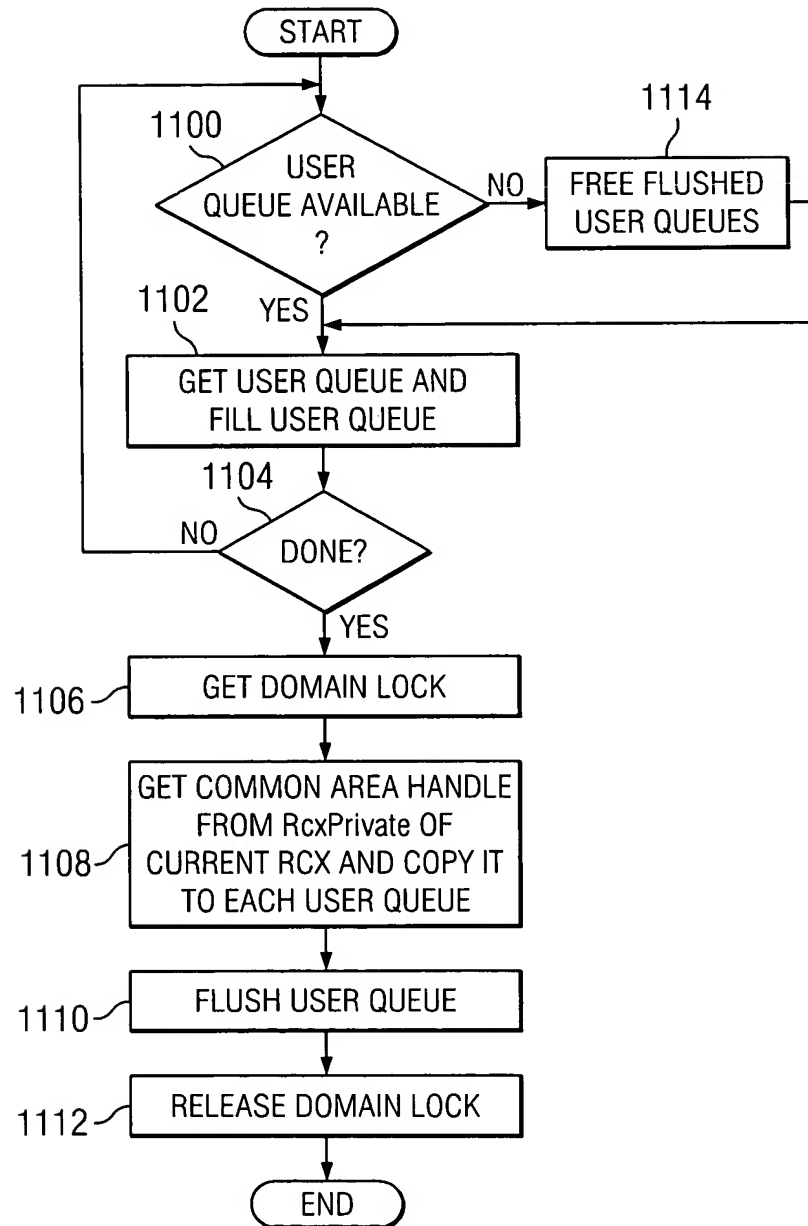 START
1100
USER
QUEUE AVAILABLE
?
NO
1114
FREE FLUSHED
USER QUEUES
YES
1102
GET USER QUEUE AND
FILL USER QUEUE
1104
NO
DONE?
YES
1106
GET DOMAIN LOCK
1108
GET COMMON AREA HANDLE
FROM RcxPrivate OF
CURRENT RCX AND COPY IT
TO EACH USER QUEUE
1110
FLUSH USER QUEUE
1112
RELEASE DOMAIN LOCK
END